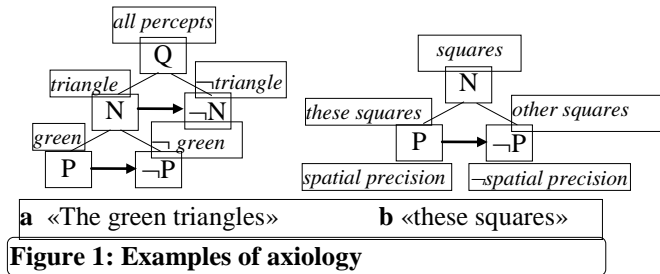 all percepts
Q
squares
triangle ¬triangle
N
N ¬N
these squares other squares
green ¬ green
P ¬P
P ¬P
spatial precision ¬spatial precision
a «The green triangles» b «these squares»
Figure 1: Examples of axiology